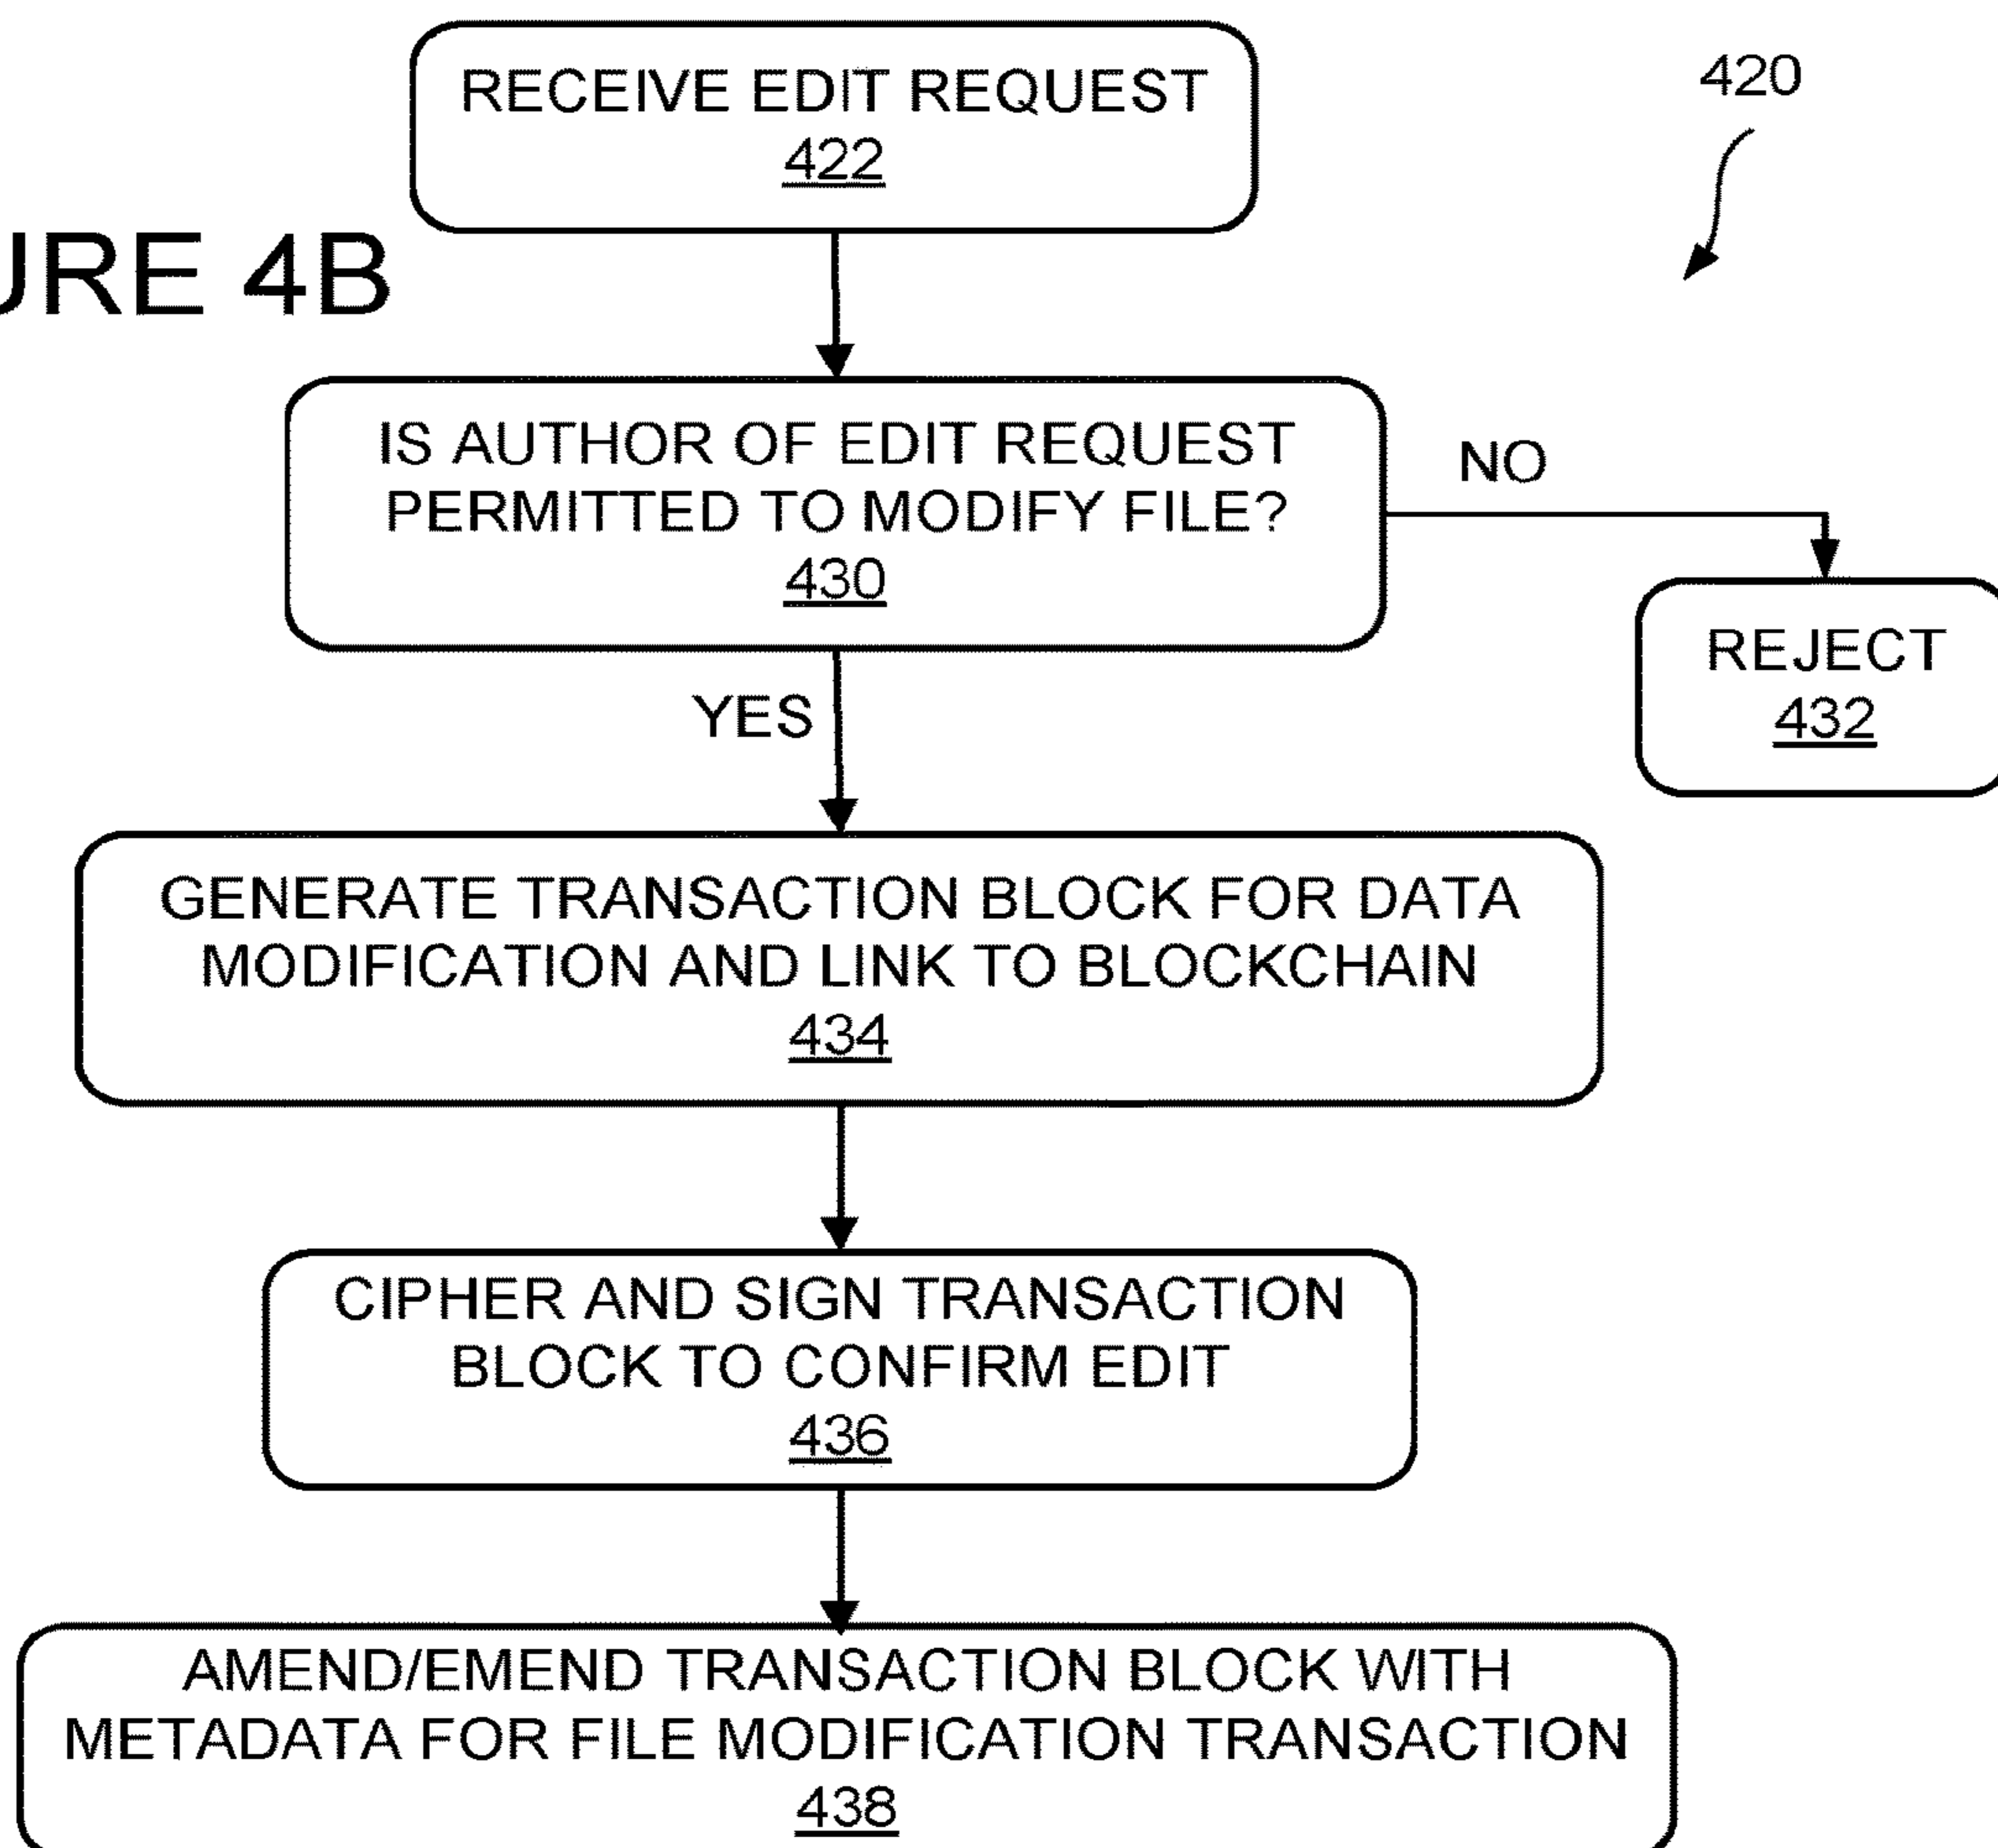 RECEIVE EDIT REQUEST
422
420
URE 4B
IS AUTHOR OF EDIT REQUEST
PERMITTED TO MODIFY FILE?
430
NO
REJECT
432
YES
GENERATE TRANSACTION BLOCK FOR DATA
MODIFICATION AND LINK TO BLOCKCHAIN
434
CIPHER AND SIGN TRANSACTION
BLOCK TO CONFIRM EDIT
436
AMEND/EMEND TRANSACTION BLOCK WITH
METADATA FOR FILE MODIFICATION TRANSACTION
438